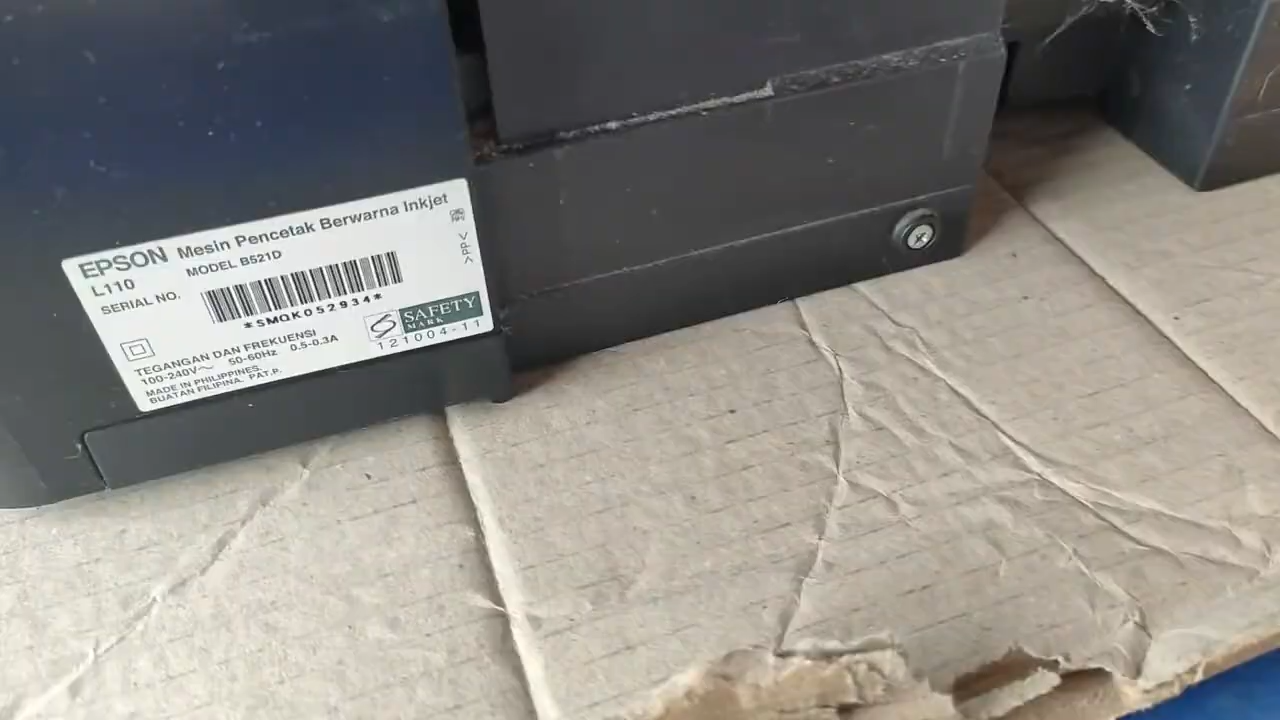 EPSON Mesin Pencetak Berwarna Inkjet
L110 MODEL B521D
SERIAL NO.
*SMQK052934*
APPV
SAFETY
MARK
121004-11
TEGANGAN DAN FREKUENSI
100-240V~ 50-60Hz 0.5-0.3A
MADE IN PHILIPPINES.
BUATAN FILIPINA. PAT.P.